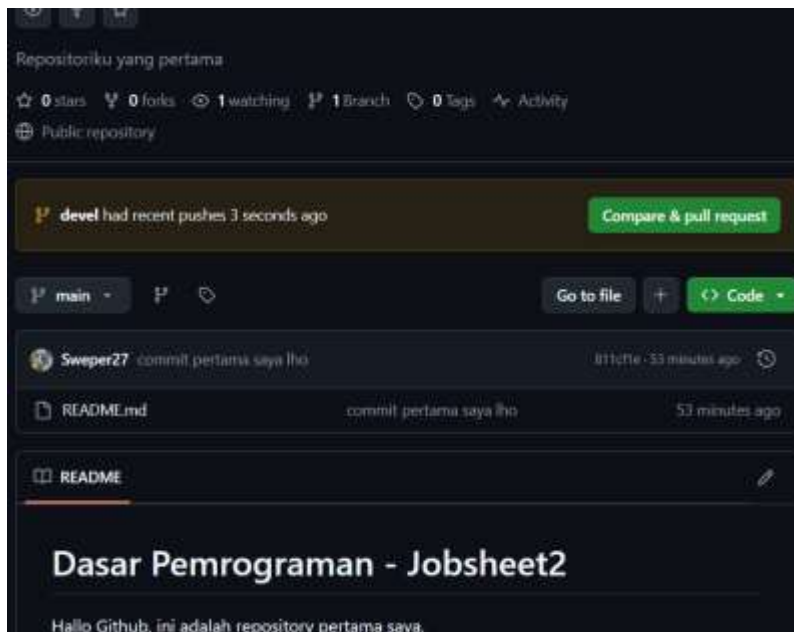 Repositoriku yang pertama
0 stars 0 forks 1 watching 1 Branch 0 Tags Activity
Public repository
devel had recent pushes 3 seconds ago Compare & pull request
main Go to file + <> Code
Sweper27 commit pertama saya lho 53 minutes ago
README.md commit pertama saya lho 53 minutes ago
README
Dasar Pemrograman - Jobsheet2
Hallo Github, ini adalah repository pertama saya.